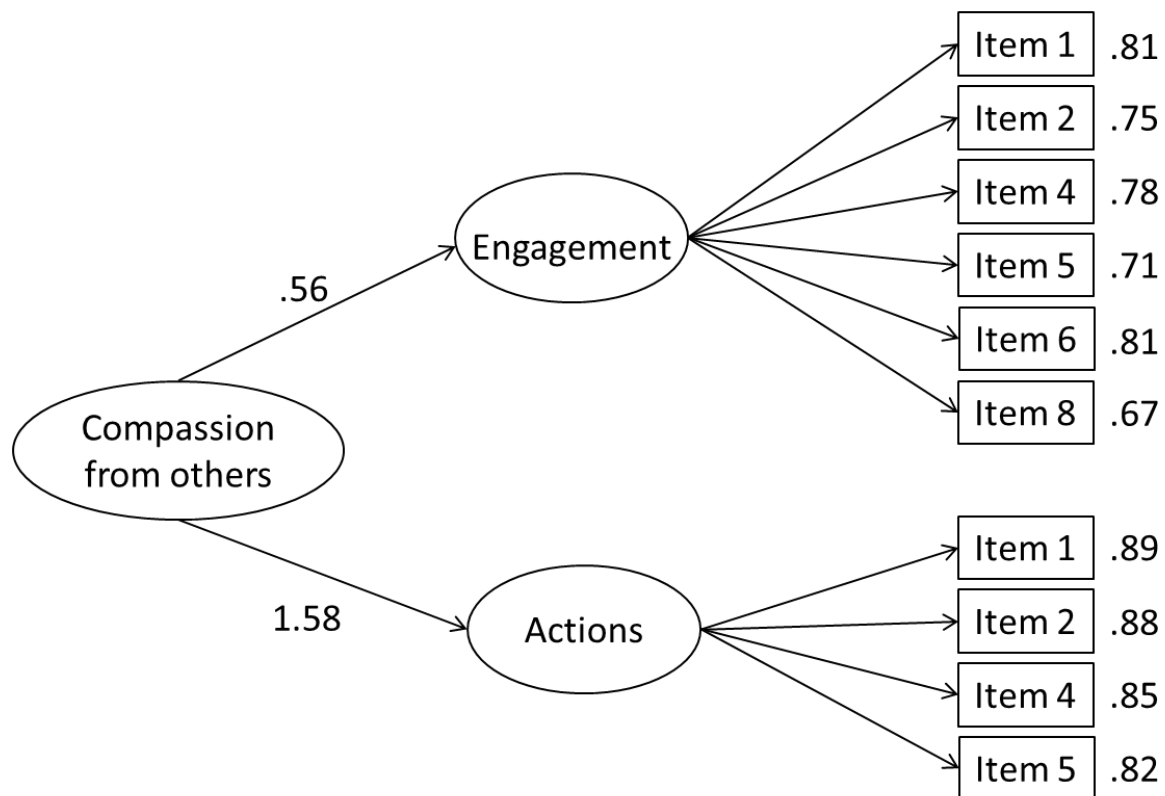 Item 1 .81
Item 2 .75
Item 4 .78
Engagement
Item 5 .71
.56
Item 6 .81
Item 8 .67
Compassion
from others
Item 1 .89
1.58
Item 2 .88
Actions
Item 4 .85
Item 5 .82